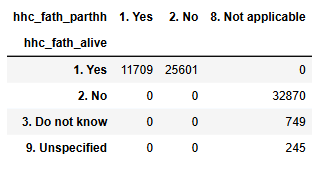 hhc_fath_parthh 1. Yes 2. No 8. Not applicable
hhc_fath_alive
1. Yes 11709 25601 0
2. No 0 0 32870
3. Do not know 0 0 749
9. Unspecified 0 0 245